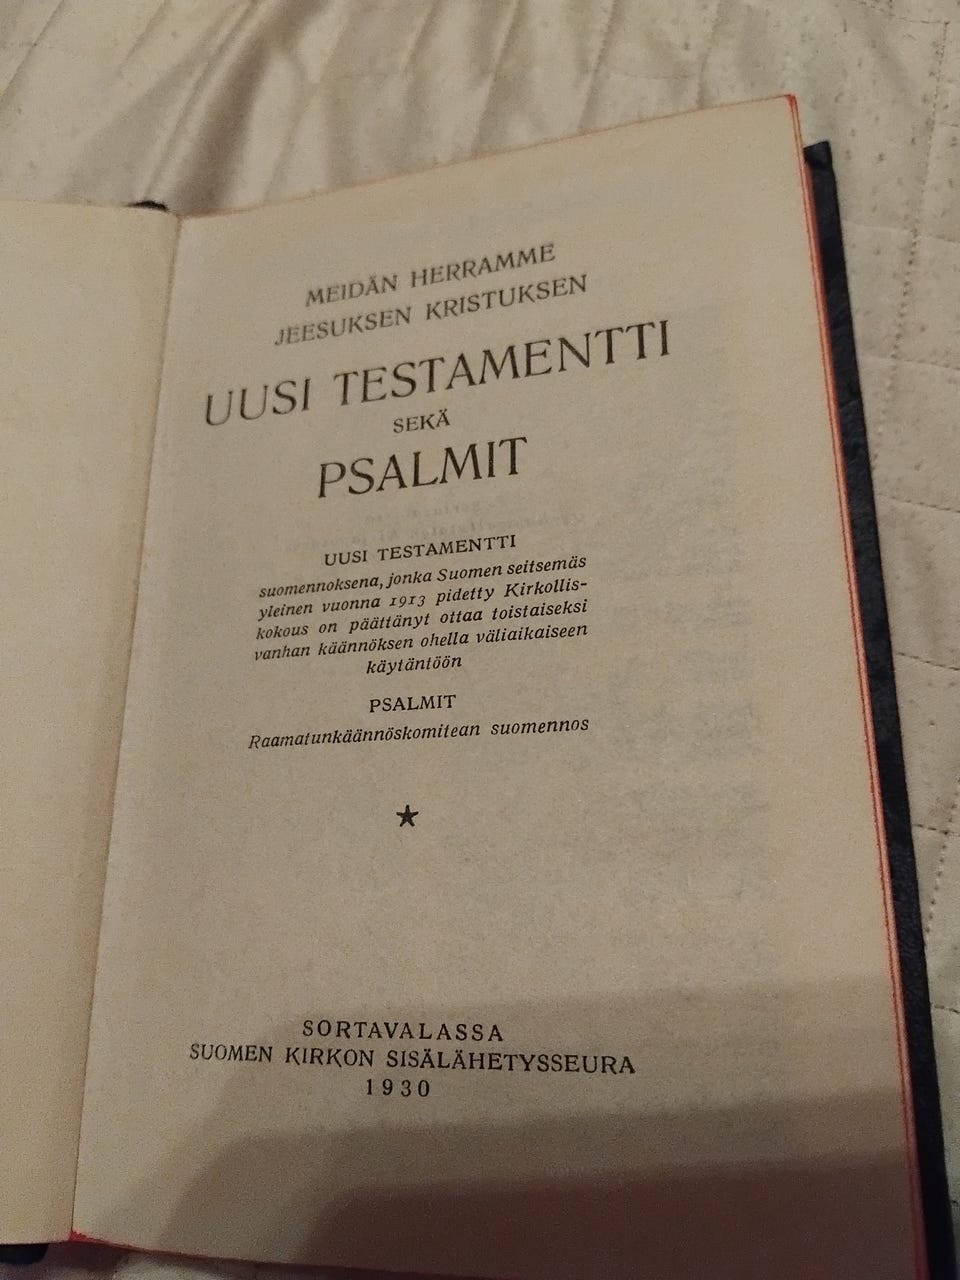 MEIDÄN HERRAMME
JEESUKSEN KRISTUKSEN
UUSI TESTAMENTTI
SEKÄ
PSALMIT
UUSI TESTAMENTTI
suomennoksena, jonka Suomen seitsemäs
yleinen vuonna 1913 pidetty Kirkollis-
kokous on päättänyt ottaa toistaiseksi
vanhan käännöksen ohella väliaikaiseen
käytäntöön
PSALMIT
Raamatunkäännöskomitean suomennos
★
SORTAVALASSA
SUOMEN KIRKON SISÄLÄHETYSSEURA
1930